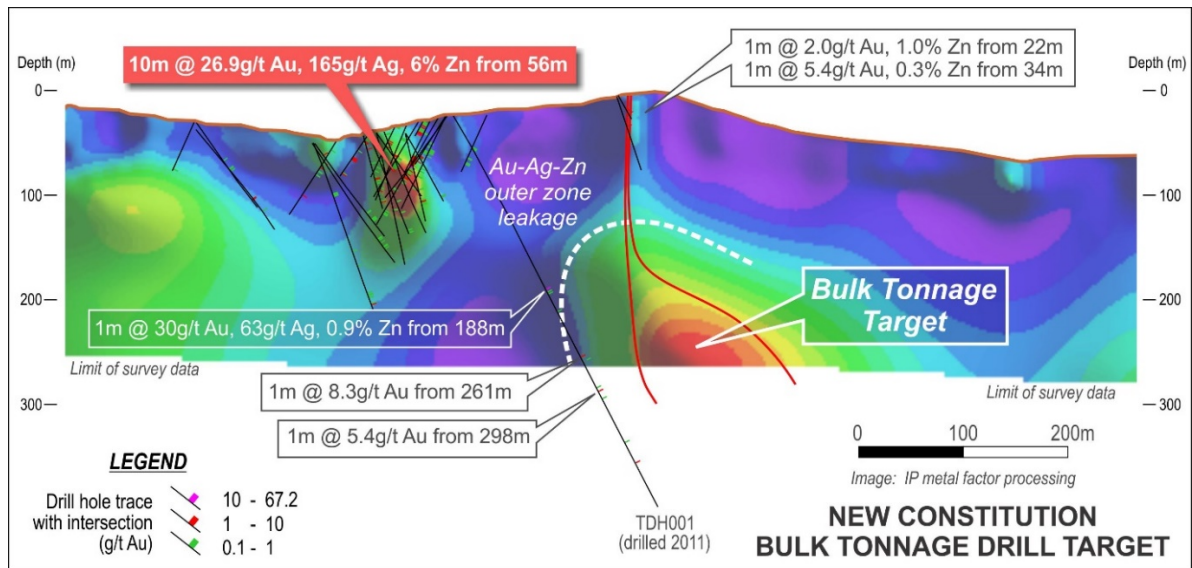 Depth (m)
0
100
200
300
10m @ 26.9g/t Au, 165g/t Ag, 6% Zn from 56m
1m @ 2.0g/t Au, 1.0% Zn from 22m
1m @ 5.4g/t Au, 0.3% Zn from 34m
Depth (m)
0
100
200
300
Au-Ag-Zn
outer zone
leakage
Bulk Tonnage
Target
1m @ 30g/t Au, 63g/t Ag, 0.9% Zn from 188m
Limit of survey data
1m @ 8.3g/t Au from 261m
1m @ 5.4g/t Au from 298m
Limit of survey data
0 100 200m
Image: IP metal factor processing
LEGEND
Drill hole trace
with intersection
(g/t Au)
10 - 67.2
1 - 10
0.1 - 1
TDH001
(drilled 2011)
NEW CONSTITUTION
BULK TONNAGE DRILL TARGET